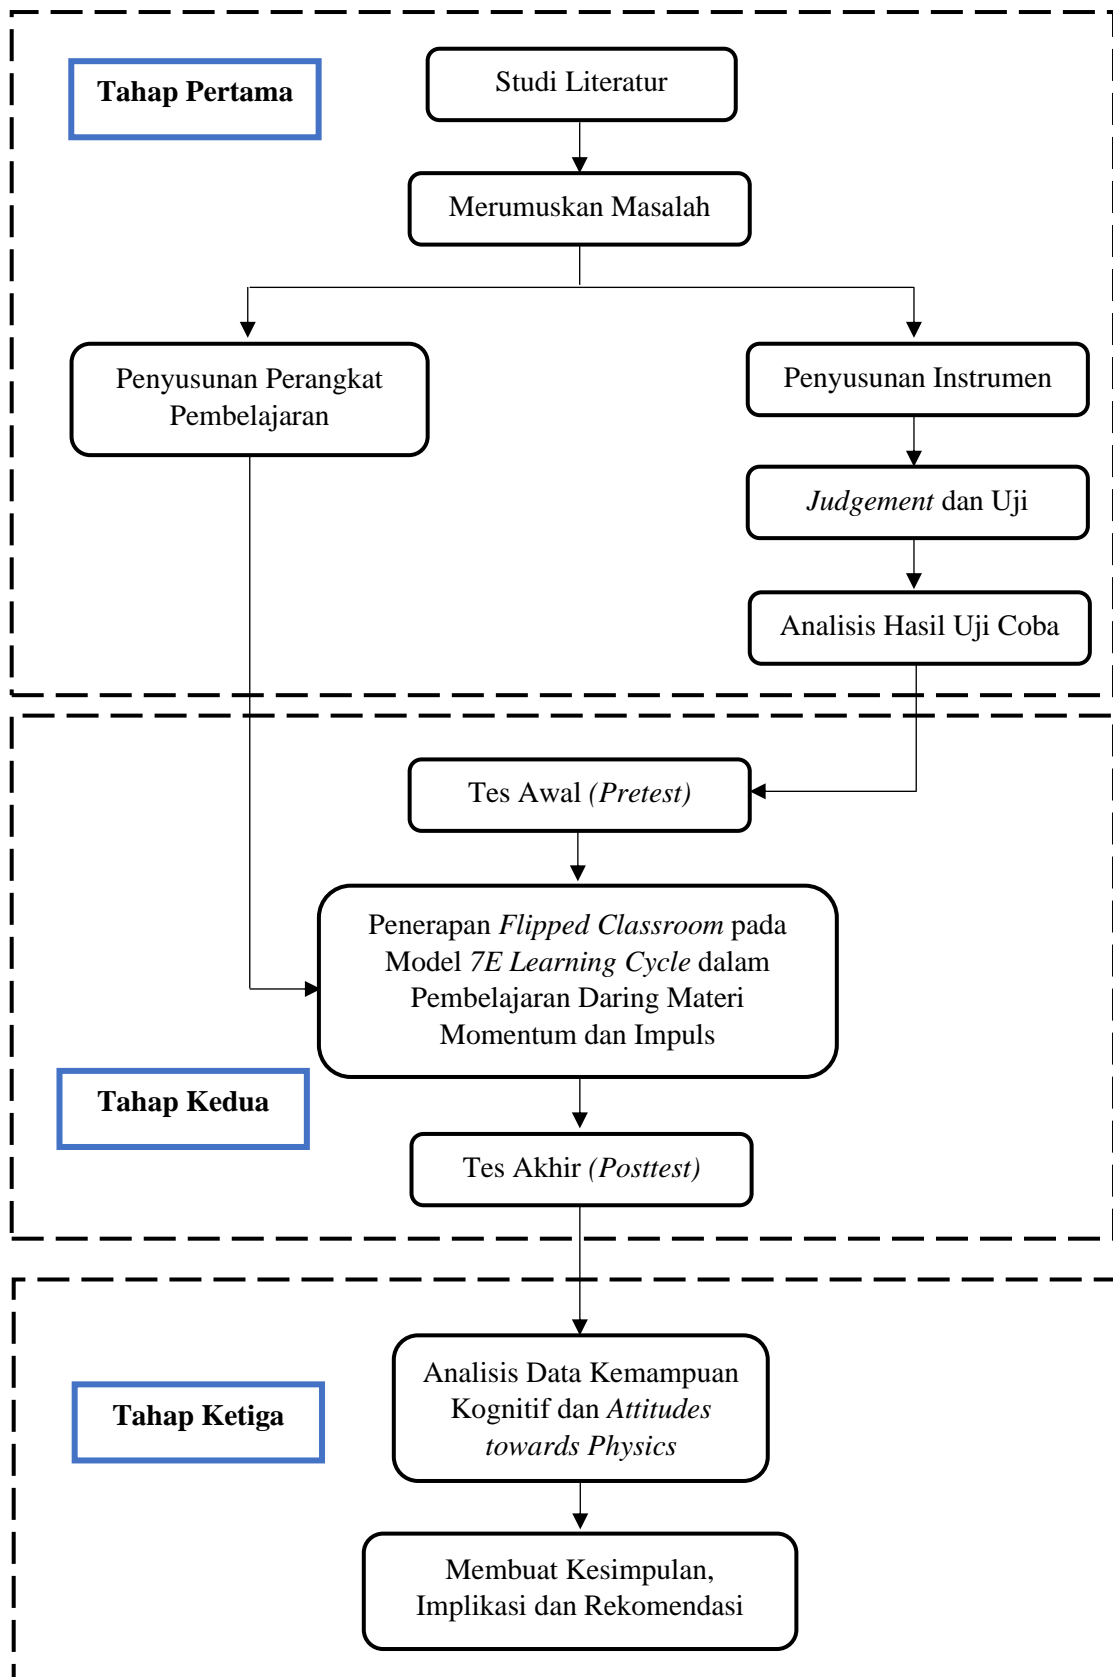 Tahap Pertama
Studi Literatur
Merumuskan Masalah
Penyusunan Perangkat
Pembelajaran
Penyusunan Instrumen
Judgement dan Uji
Analisis Hasil Uji Coba
Tes Awal (Pretest)
Penerapan Flipped Classroom pada
Model 7E Learning Cycle dalam
Pembelajaran Daring Materi
Momentum dan Impuls
Tahap Kedua
Tes Akhir (Posttest)
Analisis Data Kemampuan
Kognitif dan Attitudes
towards Physics
Tahap Ketiga
Membuat Kesimpulan,
Implikasi dan Rekomendasi